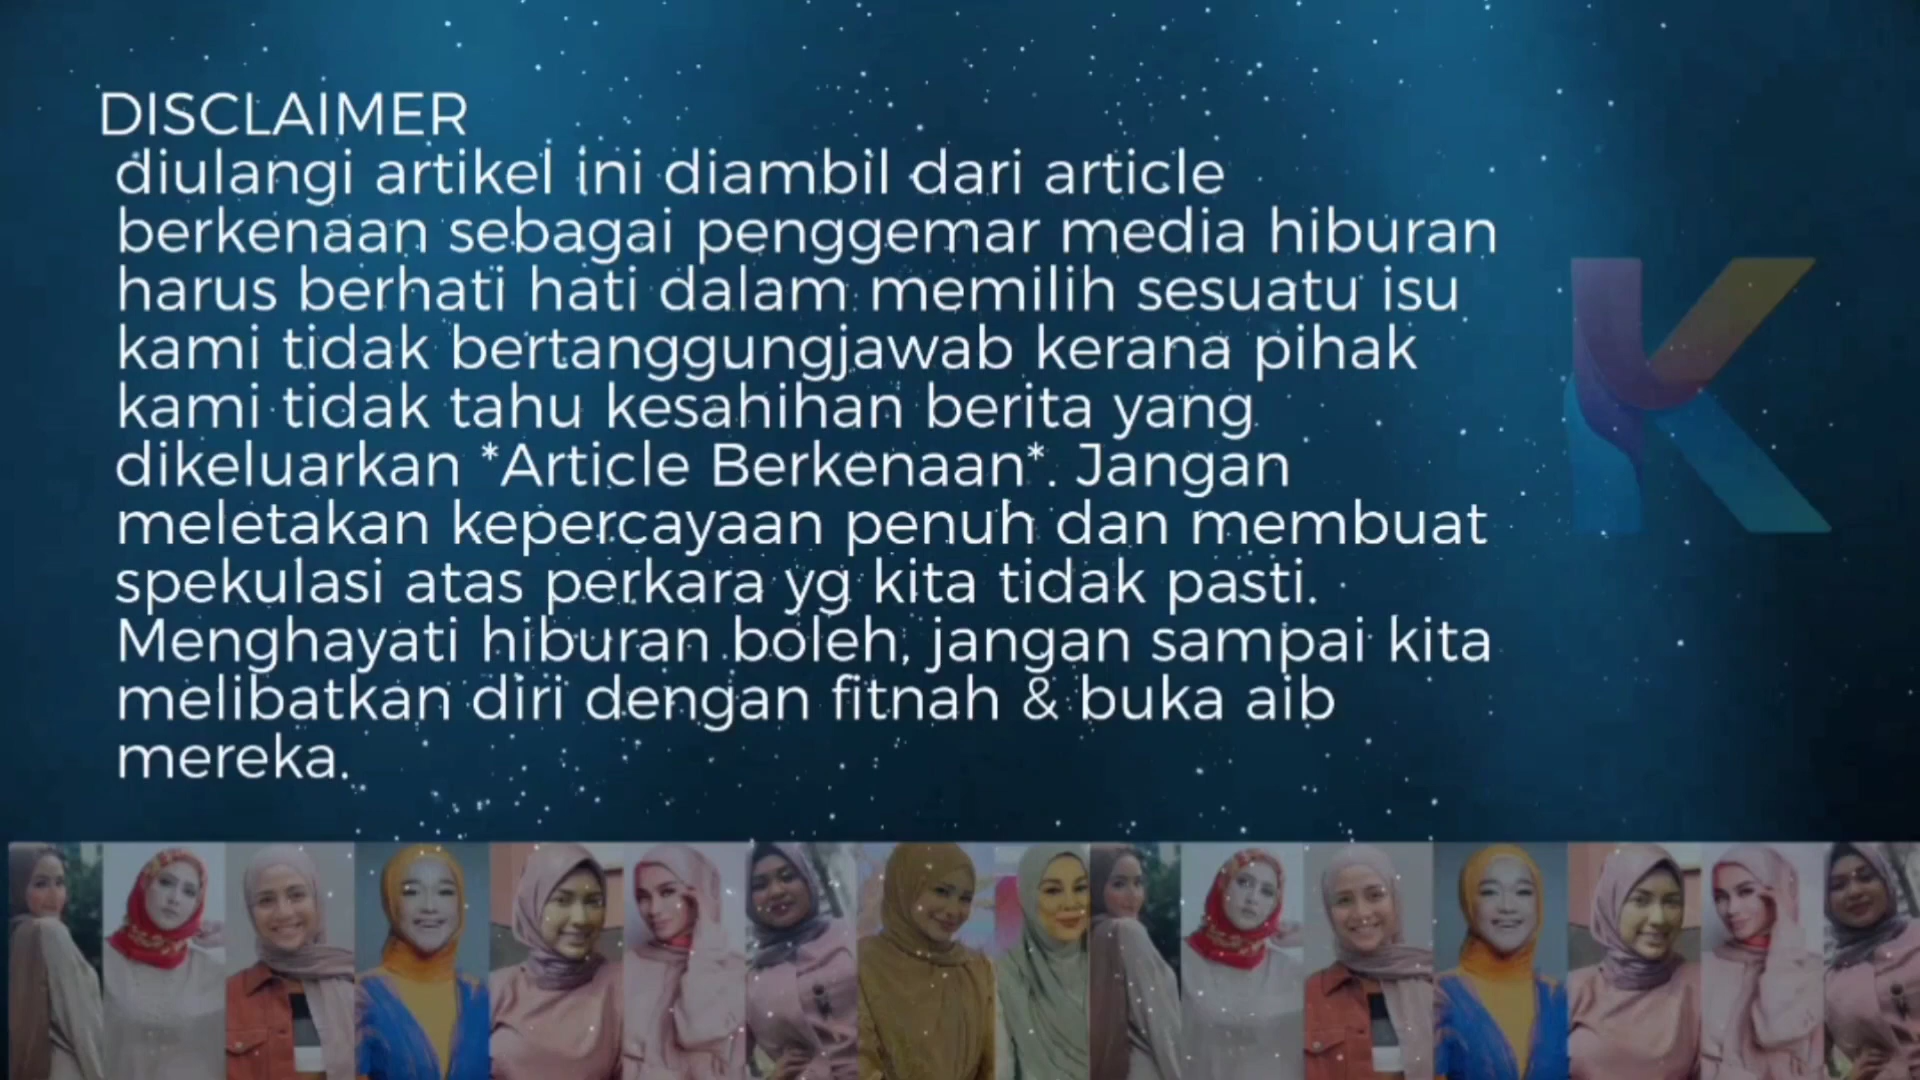 DISCLAIMER
diulangi artikel ini diambil dari article
berkenaan sebagai penggemar media hiburan
harus berhati hati dalam memilih sesuatu isu
kami tidak bertanggungjawab kerana pihak
kami tidak tahu kesahihan berita yang
dikeluarkan *Article Berkenaan*. Jangan
meletakan kepercayaan penuh dan membuat
spekulasi atas perkara yg kita tidak pasti.
Menghayati hiburan boleh, jangan sampai kita
melibatkan diri dengan fitnah & buka aib
mereka.
K